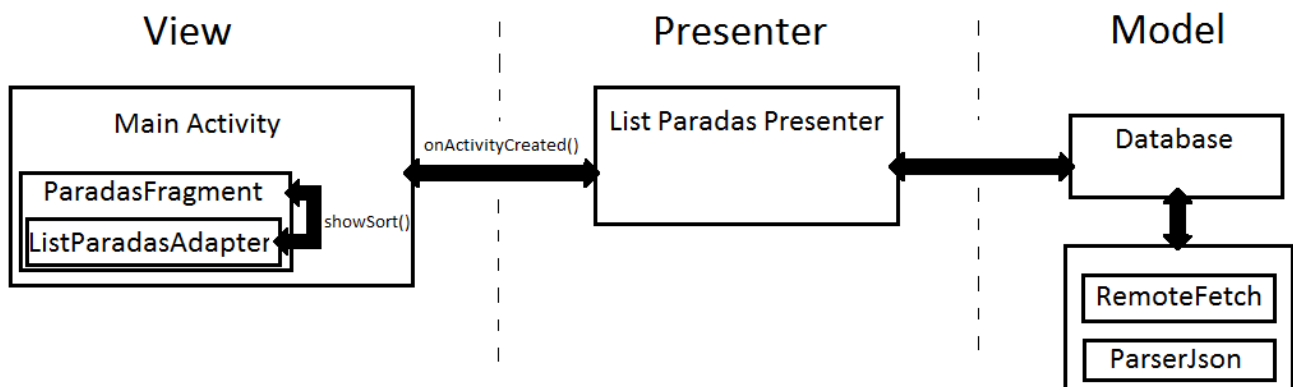 View
Presenter
Model
Main Activity
ParadasFragment
ListParadasAdapter
showSort()
onActivityCreated()
List Paradas Presenter
Database
RemoteFetch
ParserJson